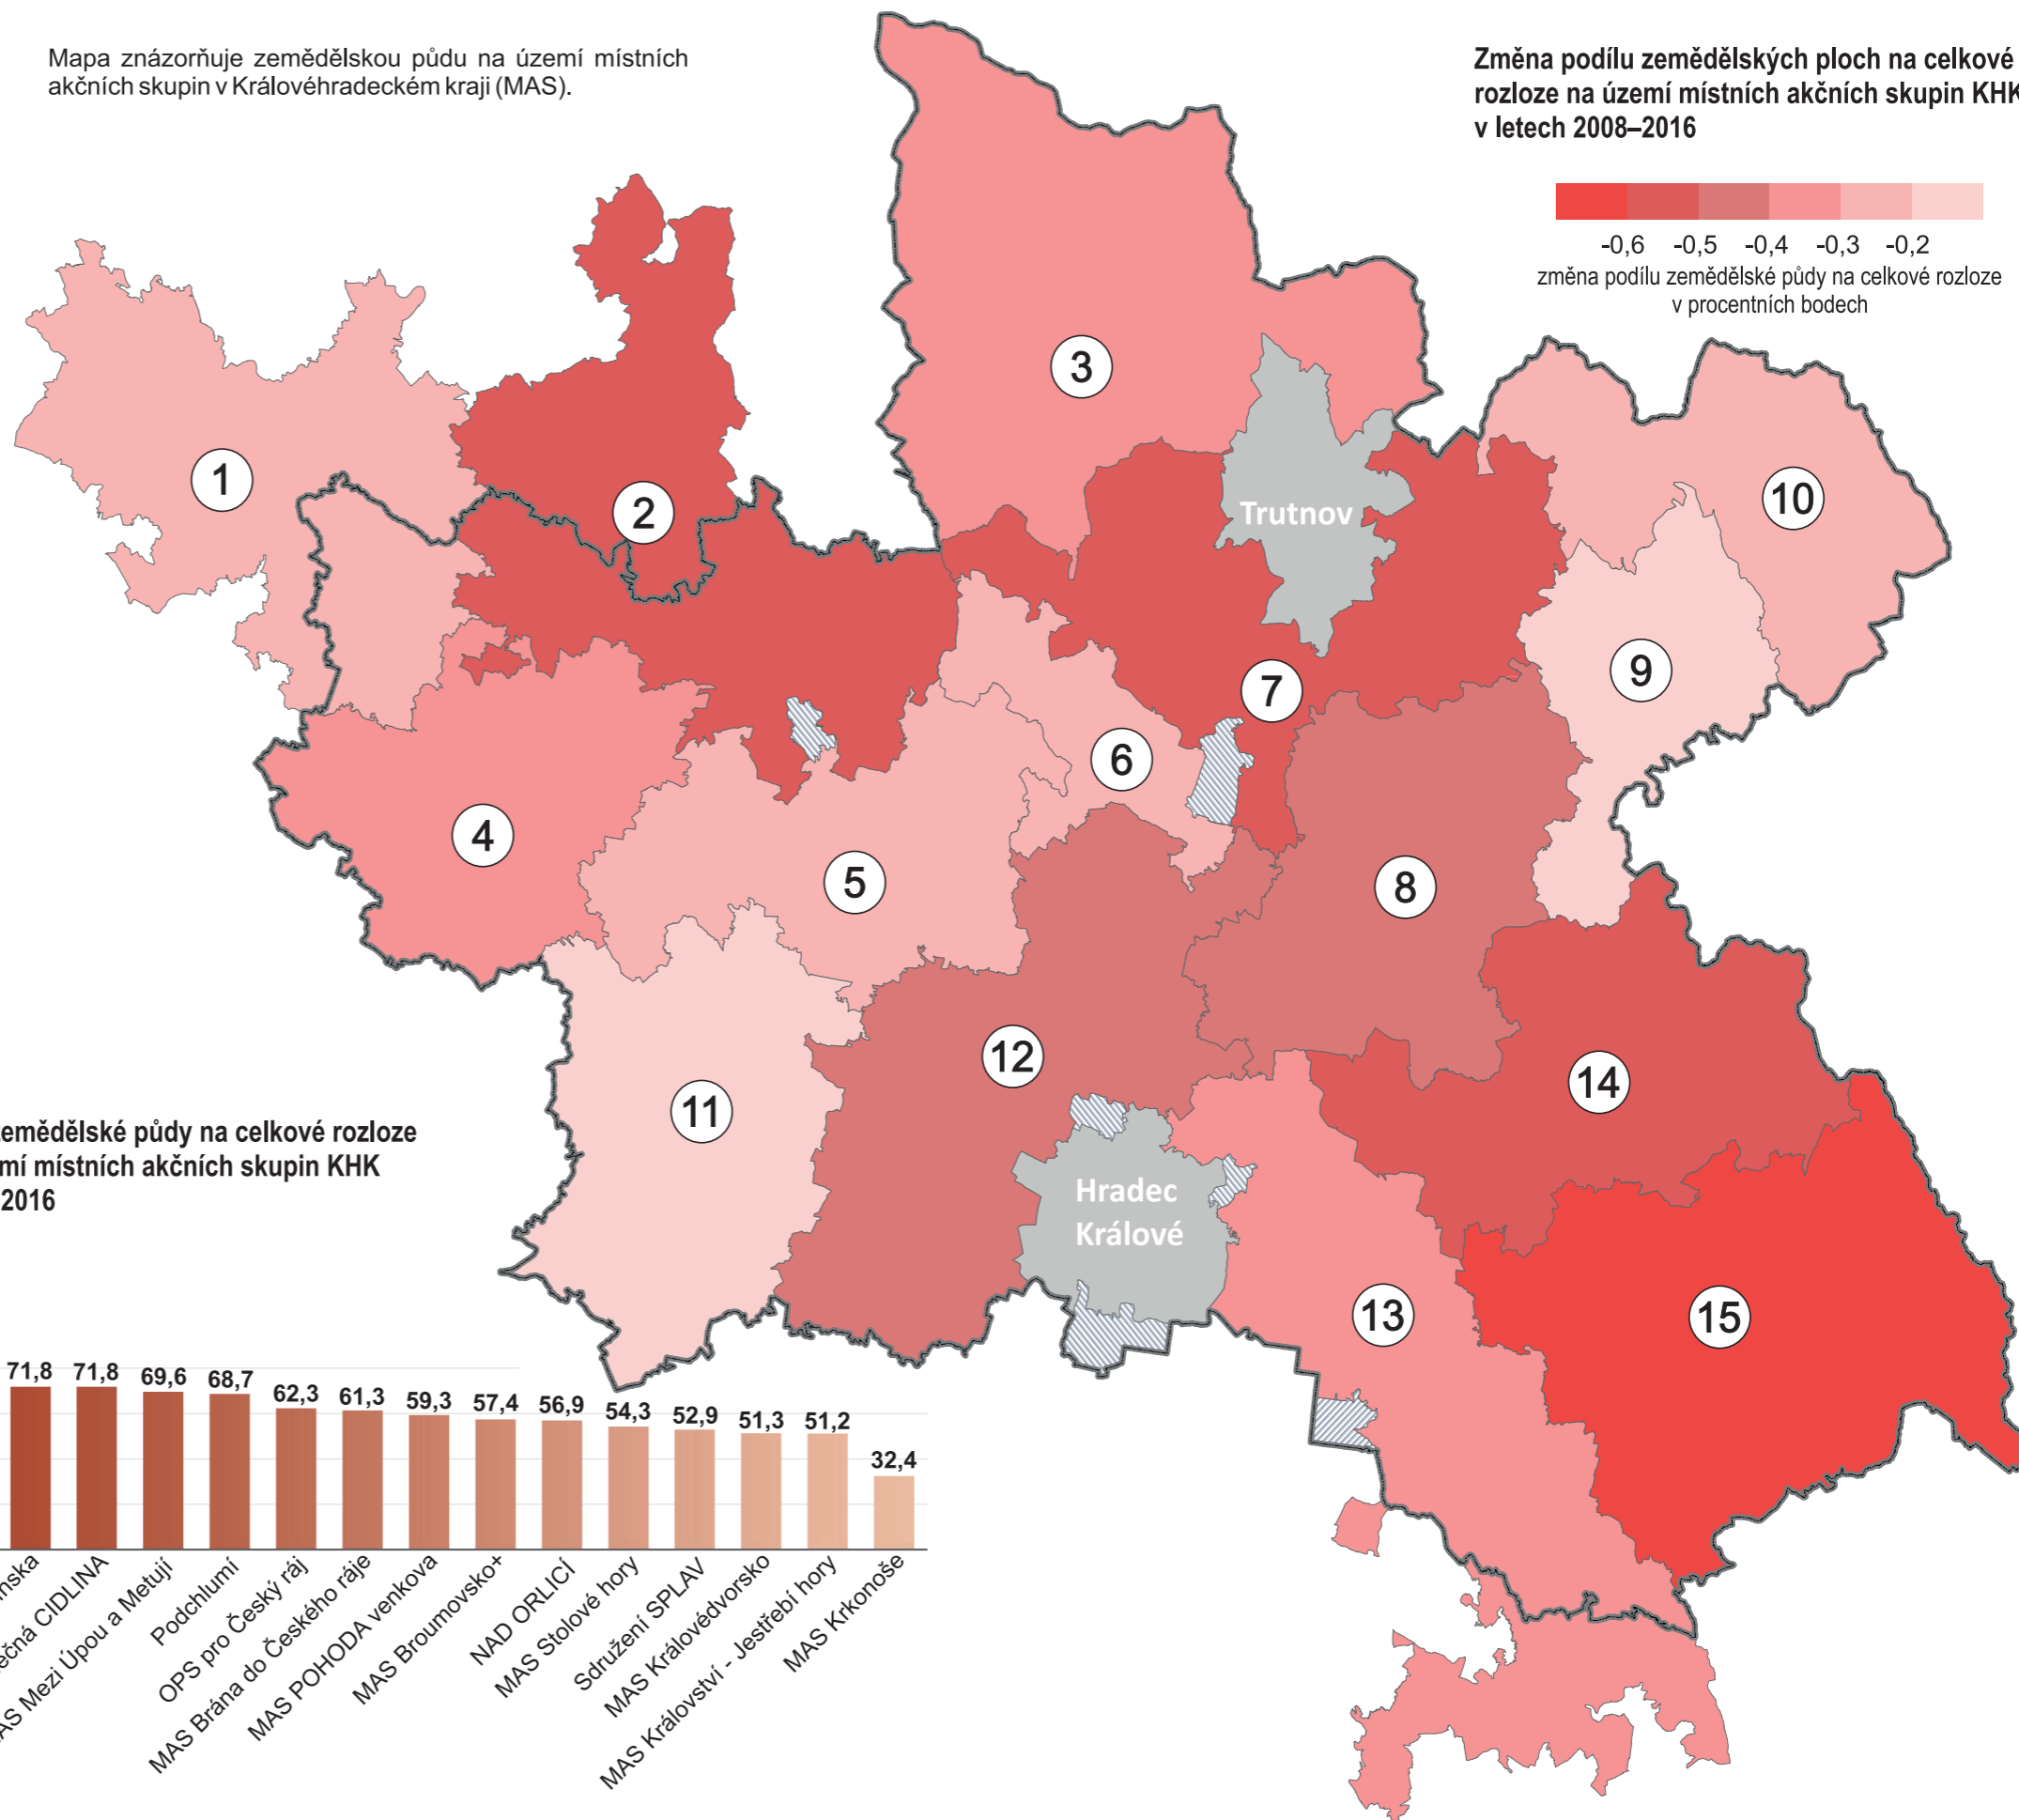 Mapa znázorňuje zemědělskou půdu na území místních
akčních skupin v Královéhradeckém kraji (MAS).
Změna podílu zemědělských ploch na celkové
rozloze na území místních akčních skupin KHK
v letech 2008–2016
-0,6 -0,5 -0,4 -0,3 -0,2
změna podílu zemědělské půdy na celkové rozloze
v procentních bodech
1
2
3
Trutnov
10
9
7
6
4
5
8
12
14
11
Hradec
Králové
13
15
zemědělské půdy na celkové rozloze
místních akčních skupin KHK
2016
71,8
71,8
69,6
68,7
62,3
61,3
59,3
57,4
56,9
54,3
52,9
51,3
51,2
32,4
CIDLINA
MAS Mezi Úpou a Metují
Podchlumí
OPS pro Český ráj
MAS Brána do Českého ráje
MAS POHODA venkova
MAS Broumovsko+
NAD ORLICÍ
MAS Stolové hory
Sdružení SPLAV
MAS Královédvorsko
MAS Království - Jestřebí hory
MAS Krkonoše